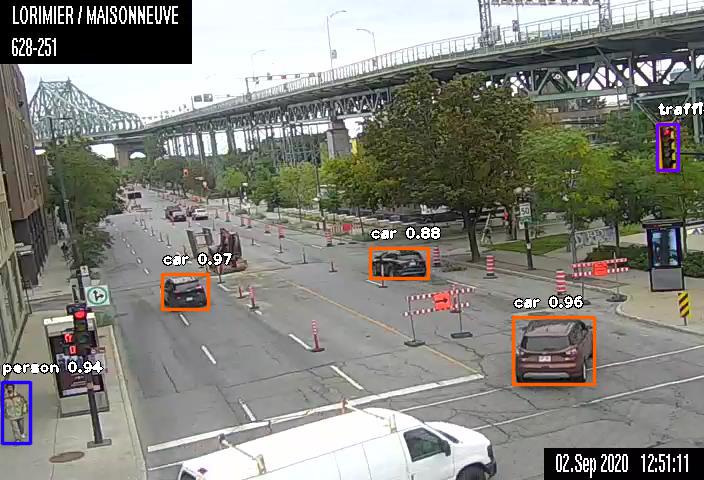 LORIMIER / MAISONNEUVE
628-251
traffi
car 0.88
car 0.97
50
car 0.96
person 0.94
02.Sep 2020 12:51:11